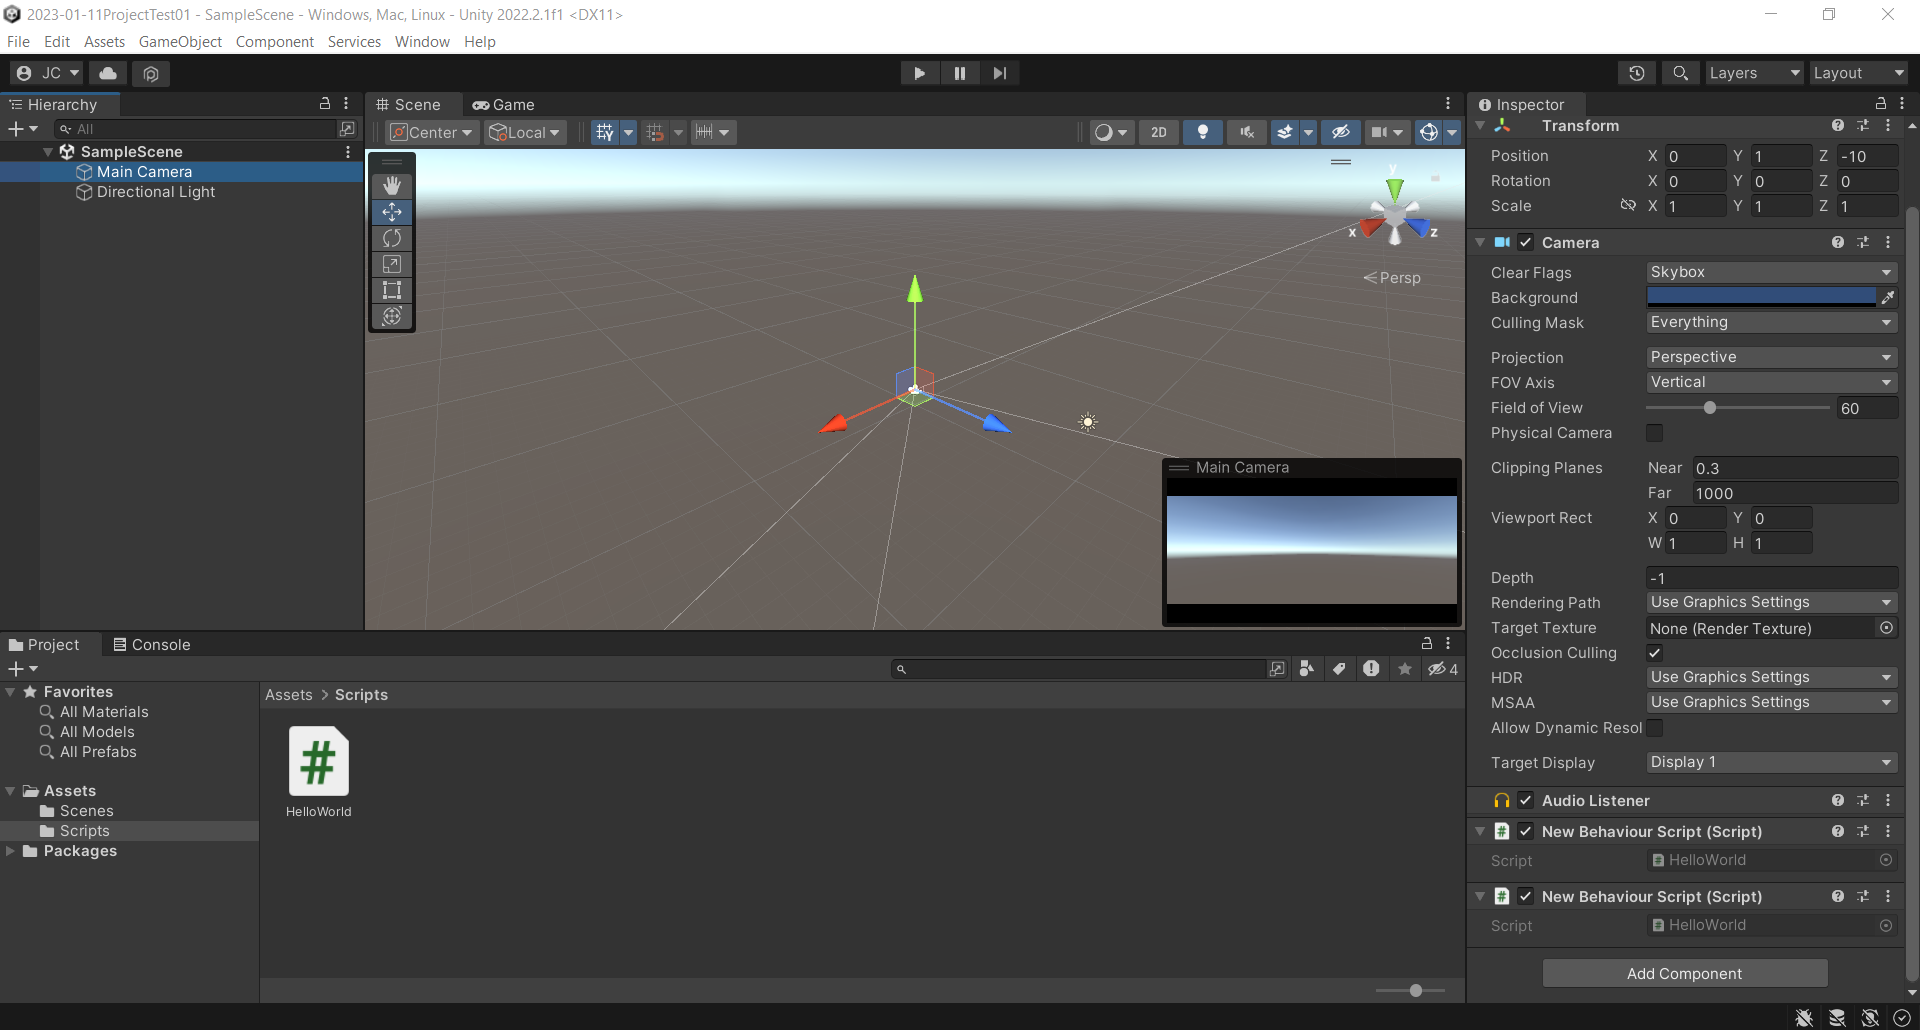 2023-01-11ProjectTest01 - SampleScene - Windows, Mac, Linux - Unity 2022.2.1f1 <DX11>
File Edit Assets GameObject Component Services Window Help
JC Layers Layout
Hierarchy
All
SampleScene
Main Camera
Directional Light
Scene Game
Center Local 2D
y
x z
Persp
Main Camera
Inspector
Transform
Position X 0 Y 1 Z -10
Rotation X 0 Y 0 Z 0
Scale X 1 Y 1 Z 1
Camera
Clear Flags Skybox
Background
Culling Mask Everything
Projection Perspective
FOV Axis Vertical
Field of View 60
Physical Camera
Clipping Planes Near 0.3
Far 1000
Viewport Rect X 0 Y 0
W 1 H 1
Depth -1
Rendering Path Use Graphics Settings
Target Texture None (Render Texture)
Occlusion Culling
HDR Use Graphics Settings
MSAA Use Graphics Settings
Allow Dynamic Resol
Target Display Display 1
Audio Listener
New Behaviour Script (Script)
Script # HelloWorld
New Behaviour Script (Script)
Script # HelloWorld
Add Component
Project Console
4
Favorites
All Materials
All Models
All Prefabs
Assets
Scenes
Scripts
Packages
Assets > Scripts
#
HelloWorld